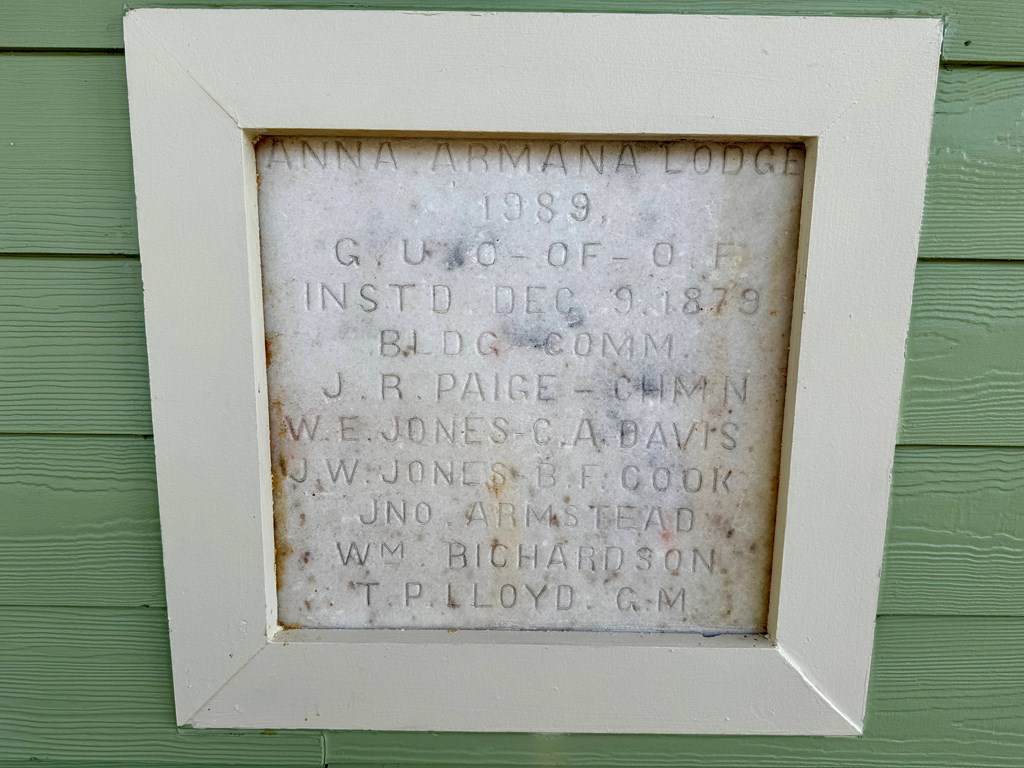 ANNA ARMANA LODGE
1989.
G. U. O - OF - O. F.
INST'D. DEC. 9. 1879.
BLDG COMM.
J. R. PAIGE - CHM'N
W. E. JONES - C. A. DAVIS.
J. W. JONES - B. F. COOK
JNO. ARMSTEAD
WM. RICHARDSON.
T. P. LLOYD. G. M.